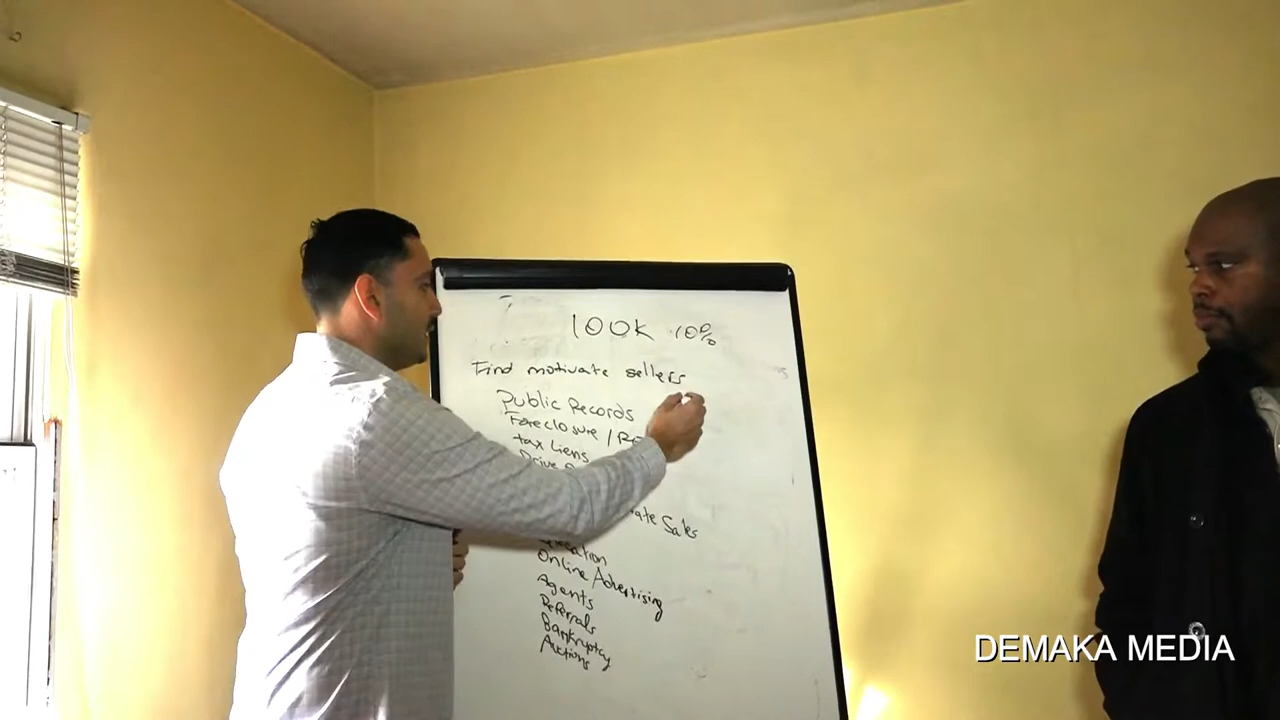 100K 10%
Find motivate sellers
Public Records
Foreclosure /
tax Liens
Drive
Sales
Online Advertising
Agents
Referrals
Bankruptcy
Auctions
DEMAKA MEDIA